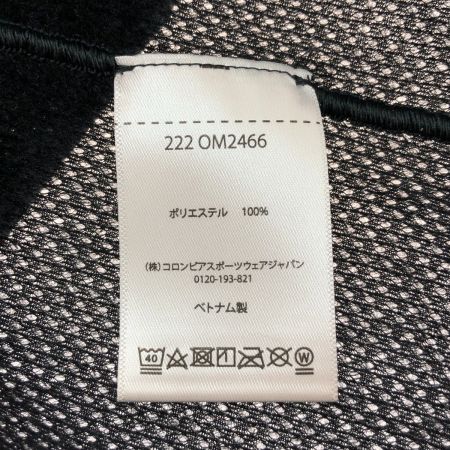 222 OM2466
ポリエステル 100%
(株)コロンビアスポーツウェアジャパン
0120-193-821
ベトナム製
40 W